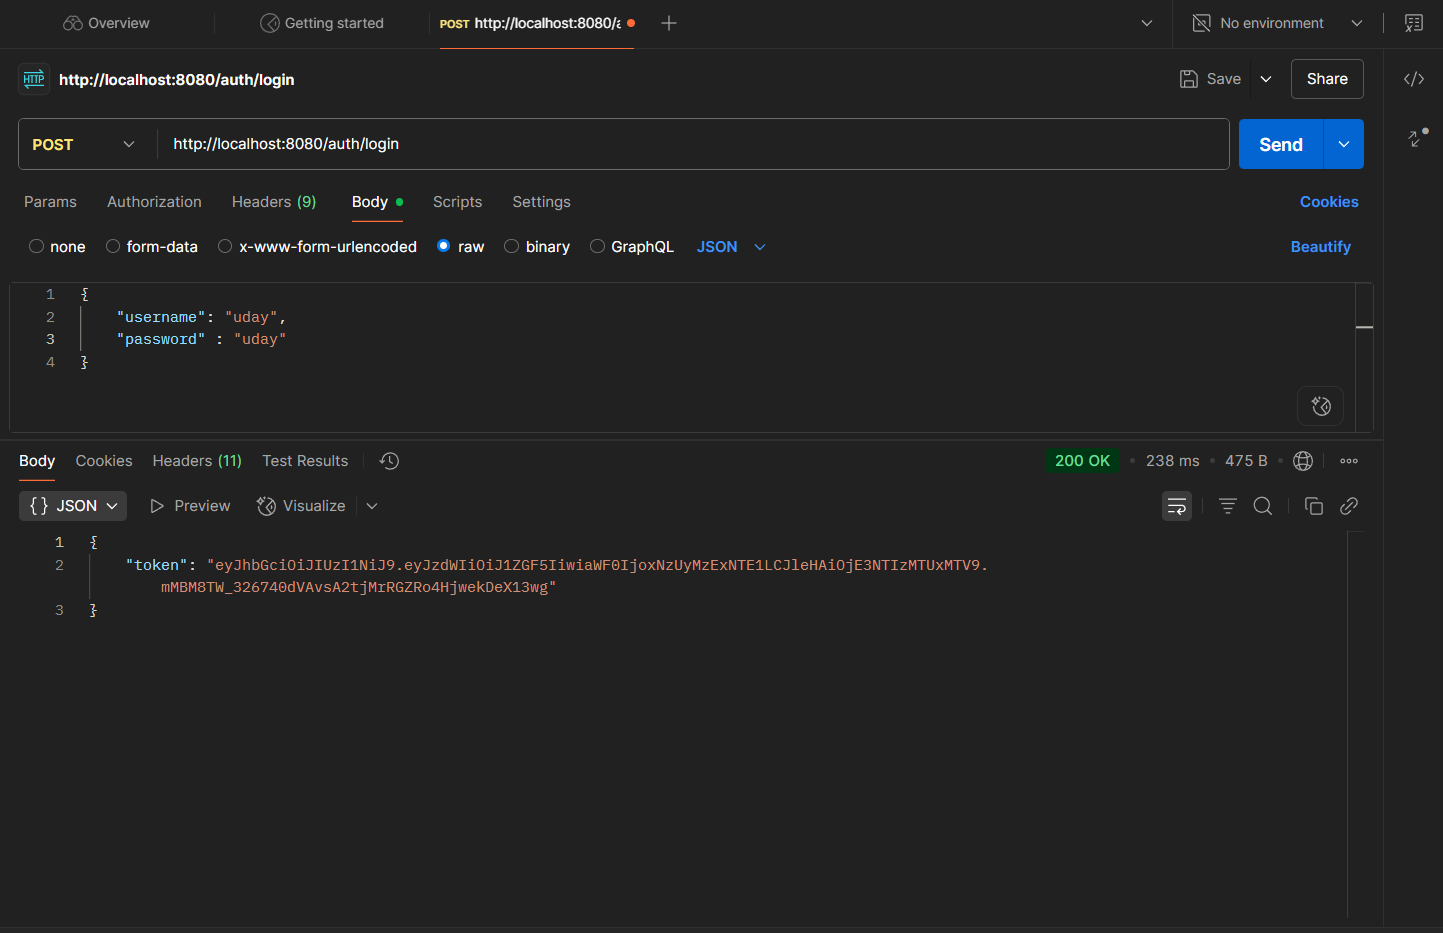 Overview
Getting started
POST http://localhost:8080/a
No environment
HTTP http://localhost:8080/auth/login
Save
Share
POST
http://localhost:8080/auth/login
Send
Params
Authorization
Headers (9)
Body
Scripts
Settings
Cookies
none
form-data
x-www-form-urlencoded
raw
binary
GraphQL
JSON
Beautify
1 {
2 "username": "uday",
3 "password" : "uday"
4 }
Body
Cookies
Headers (11)
Test Results
200 OK • 238 ms • 475 B •
{} JSON
Preview
Visualize
1 {
2 "token": "eyJhbGciOiJIUzI1NiJ9.eyJzdWIiOiJ1ZGF5IiwiaWF0IjoxNzUyMzExNTE1LCJleHAiOjE3NTIzMTUxMTV9.
mMBM8TW_326740dVAvsA2tjMrRGZRo4HjwekDeX13wg"
3 }